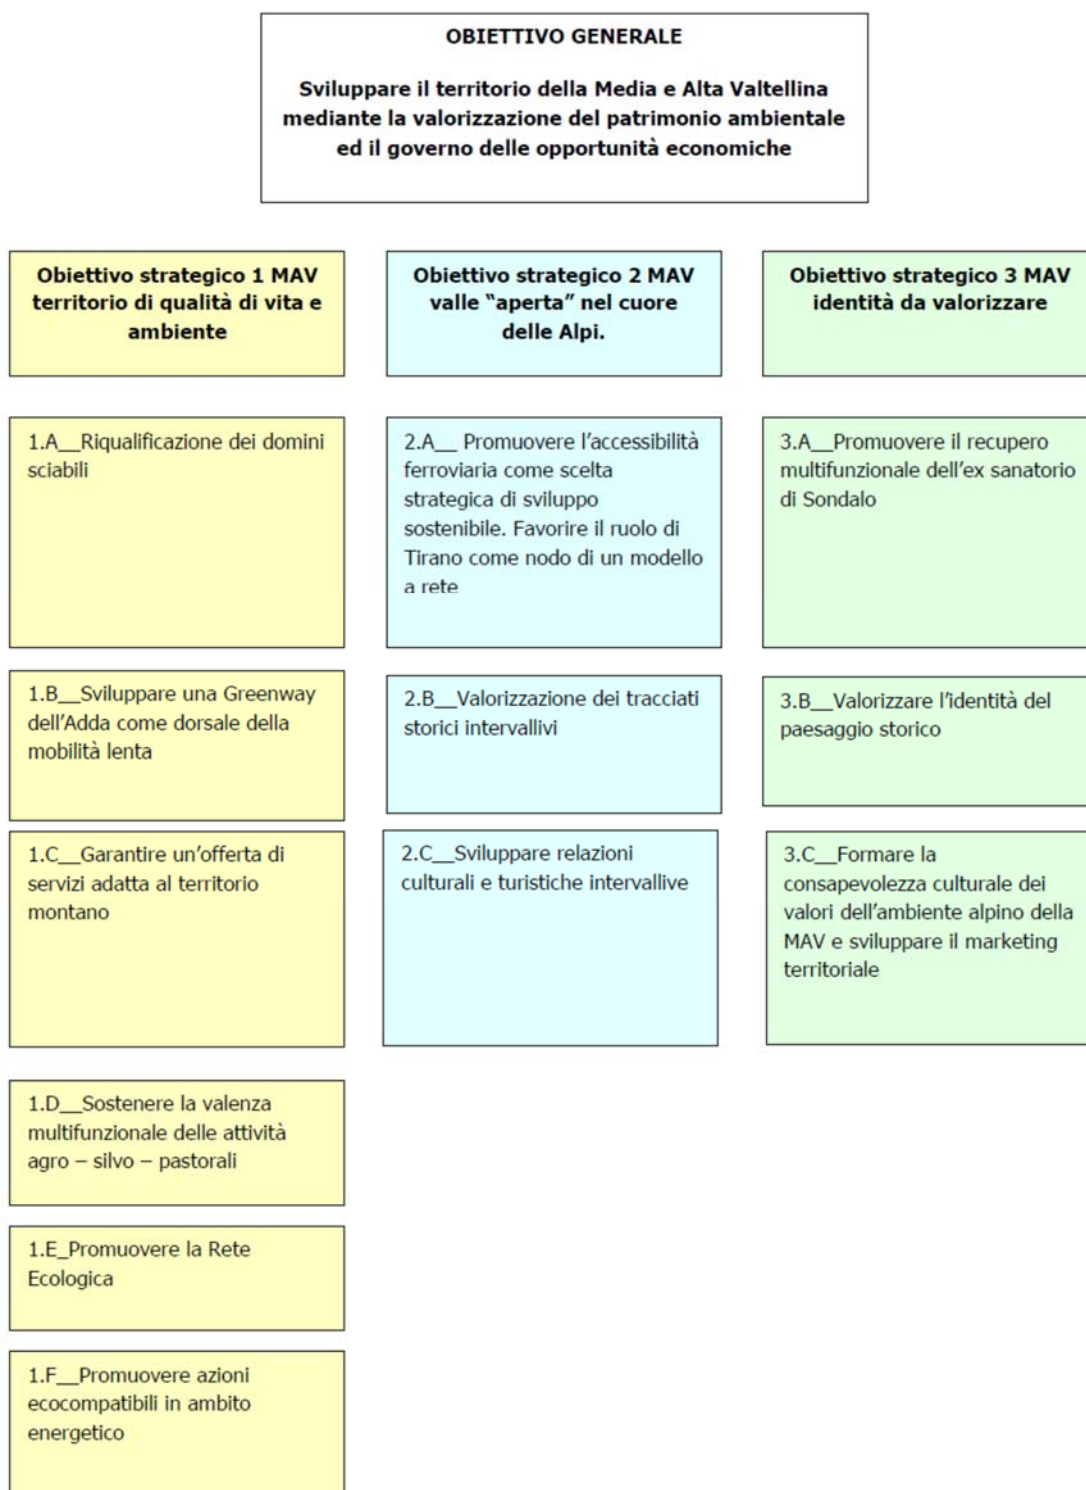 OBIETTIVO GENERALE
Sviluppare il territorio della Media e Alta Valtellina
mediante la valorizzazione del patrimonio ambientale
ed il governo delle opportunità economiche
Obiettivo strategico 1 MAV
territorio di qualità di vita e
ambiente
Obiettivo strategico 2 MAV
valle “aperta” nel cuore
delle Alpi.
Obiettivo strategico 3 MAV
identità da valorizzare
1.A__Riqualificazione dei domini
sciabili
2.A__ Promuovere l’accessibilità
ferroviaria come scelta
strategica di sviluppo
sostenibile. Favorire il ruolo di
Tirano come nodo di un modello
a rete
3.A__Promuovere il recupero
multifunzionale dell’ex sanatorio
di Sondalo
1.B__Sviluppare una Greenway
dell’Adda come dorsale della
mobilità lenta
2.B__Valorizzazione dei tracciati
storici intervallivi
3.B__Valorizzare l’identità del
paesaggio storico
1.C__Garantire un’offerta di
servizi adatta al territorio
montano
2.C__Sviluppare relazioni
culturali e turistiche intervallive
3.C__Formare la
consapevolezza culturale dei
valori dell’ambiente alpino della
MAV e sviluppare il marketing
territoriale
1.D__Sostenere la valenza
multifunzionale delle attività
agro – silvo – pastorali
1.E_Promuovere la Rete
Ecologica
1.F__Promuovere azioni
ecocompatibili in ambito
energetico